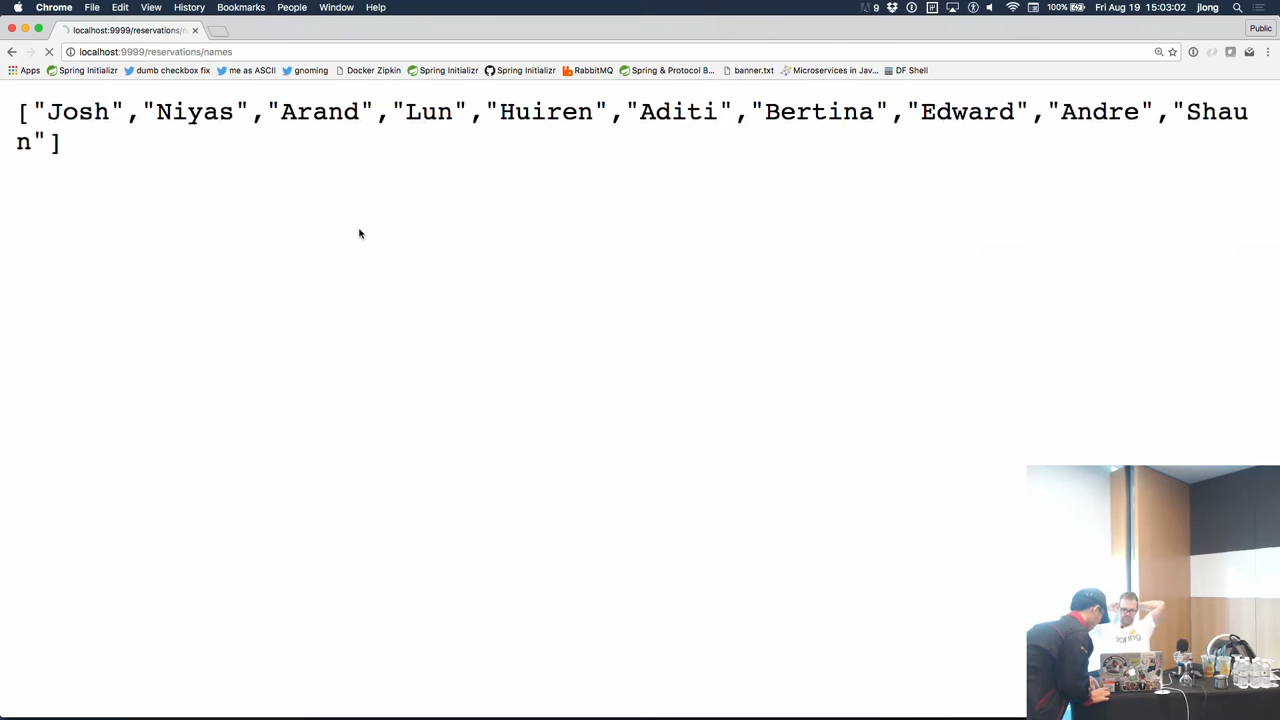 Chrome File Edit View History Bookmarks People Window Help 9 100% Fri Aug 19 15:03:02 jlong
localhost:9999/reservations/n Public
localhost:9999/reservations/names
Apps Spring Initializr dumb checkbox fix me as ASCII gnoming Docker Zipkin Spring Initializr Spring Initializr RabbitMQ Spring & Protocol B... banner.txt Microservices in Jav... DF Shell
["Josh","Niyas","Arand","Lun","Huiren","Aditi","Bertina","Edward","Andre","Shau
n"]
spring